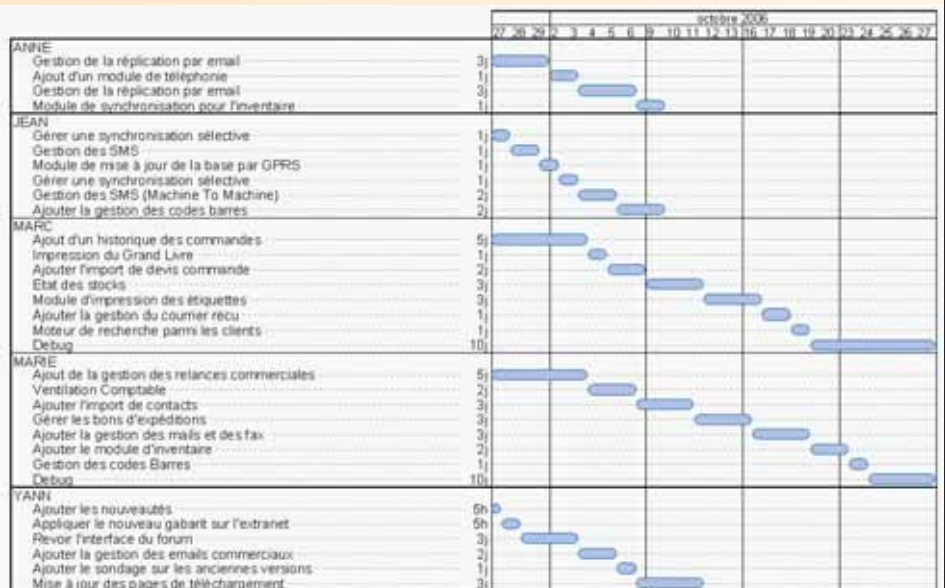 octobre 2006
27 28 29 2 3 4 5 6 9 10 11 12 13 16 17 18 19 20 23 24 25 26 27
ANNE
Gestion de la réplication par email 3j
Ajout d'un module de téléphonie 1j
Gestion de la réplication par email 3j
Module de synchronisation pour l'inventaire 1j
JEAN
Gérer une synchronisation sélective 1j
Gestion des SMS 1j
Module de mise à jour de la base par GPRS 1j
Gérer une synchronisation sélective 1j
Gestion des SMS (Machine To Machine) 2j
Ajouter la gestion des codes barres 2j
MARC
Ajout d'un historique des commandes 5j
Impression du Grand Livre 1j
Ajouter l'import de devis commande 2j
Etat des stocks 3j
Module d'impression des étiquettes 3j
Ajouter la gestion du courrier recu 1j
Moteur de recherche parmi les clients 1j
Debug 10j
MARIE
Ajout de la gestion des relances commerciales 5j
Ventilation Comptable 2j
Ajouter l'import de contacts 3j
Gérer les bons d'expéditions 3j
Ajouter la gestion des mails et des fax 3j
Ajouter le module d'inventaire 2j
Gestion des codes Barres 1j
Debug 10j
YANN
Ajouter les nouveautés 5h
Appliquer le nouveau gabarit sur l'extranet 5h
Revoir l'interface du forum 3j
Ajouter la gestion des emails commerciaux 2j
Ajouter le sondage sur les anciennes versions 1j
Mise à jour des pages de téléchargement 3j